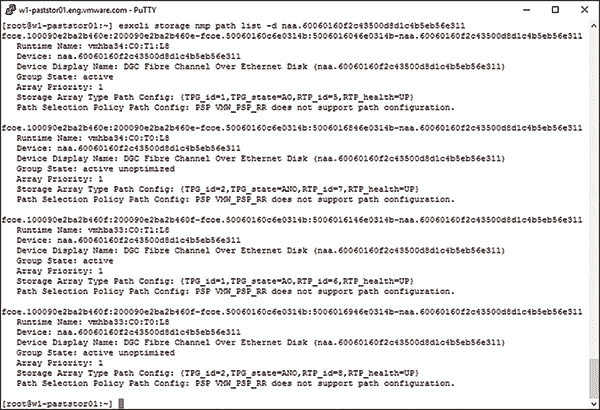 w1-paststor01.eng.vmware.com - PuTTY
[root@w1-paststor01:~] esxcli storage nmp path list -d naa.60060160f2c43500d8d1c4b5eb56e311
fcoe.100090e2ba2b460e:200090e2ba2b460e-fcoe.50060160c6e0314b:5006016046e0314b-naa.60060160f2c43500d8d1c4b5eb56e311
Runtime Name: vmhba34:C0:T1:L8
Device: naa.60060160f2c43500d8d1c4b5eb56e311
Device Display Name: DGC Fibre Channel Over Ethernet Disk (naa.60060160f2c43500d8d1c4b5eb56e311)
Group State: active
Array Priority: 1
Storage Array Type Path Config: {TPG_id=1,TPG_state=AO,RTP_id=5,RTP_health=UP}
Path Selection Policy Path Config: PSP VMW_PSP_RR does not support path configuration.
fcoe.100090e2ba2b460e:200090e2ba2b460e-fcoe.50060160c6e0314b:5006016846e0314b-naa.60060160f2c43500d8d1c4b5eb56e311
Runtime Name: vmhba34:C0:T0:L8
Device: naa.60060160f2c43500d8d1c4b5eb56e311
Device Display Name: DGC Fibre Channel Over Ethernet Disk (naa.60060160f2c43500d8d1c4b5eb56e311)
Group State: active unoptimized
Array Priority: 1
Storage Array Type Path Config: {TPG_id=2,TPG_state=ANO,RTP_id=7,RTP_health=UP}
Path Selection Policy Path Config: PSP VMW_PSP_RR does not support path configuration.
fcoe.100090e2ba2b460f:200090e2ba2b460f-fcoe.50060160c6e0314b:5006016146e0314b-naa.60060160f2c43500d8d1c4b5eb56e311
Runtime Name: vmhba33:C0:T1:L8
Device: naa.60060160f2c43500d8d1c4b5eb56e311
Device Display Name: DGC Fibre Channel Over Ethernet Disk (naa.60060160f2c43500d8d1c4b5eb56e311)
Group State: active
Array Priority: 1
Storage Array Type Path Config: {TPG_id=1,TPG_state=AO,RTP_id=6,RTP_health=UP}
Path Selection Policy Path Config: PSP VMW_PSP_RR does not support path configuration.
fcoe.100090e2ba2b460f:200090e2ba2b460f-fcoe.50060160c6e0314b:5006016946e0314b-naa.60060160f2c43500d8d1c4b5eb56e311
Runtime Name: vmhba33:C0:T0:L8
Device: naa.60060160f2c43500d8d1c4b5eb56e311
Device Display Name: DGC Fibre Channel Over Ethernet Disk (naa.60060160f2c43500d8d1c4b5eb56e311)
Group State: active unoptimized
Array Priority: 1
Storage Array Type Path Config: {TPG_id=2,TPG_state=ANO,RTP_id=8,RTP_health=UP}
Path Selection Policy Path Config: PSP VMW_PSP_RR does not support path configuration.
[root@w1-paststor01:~]